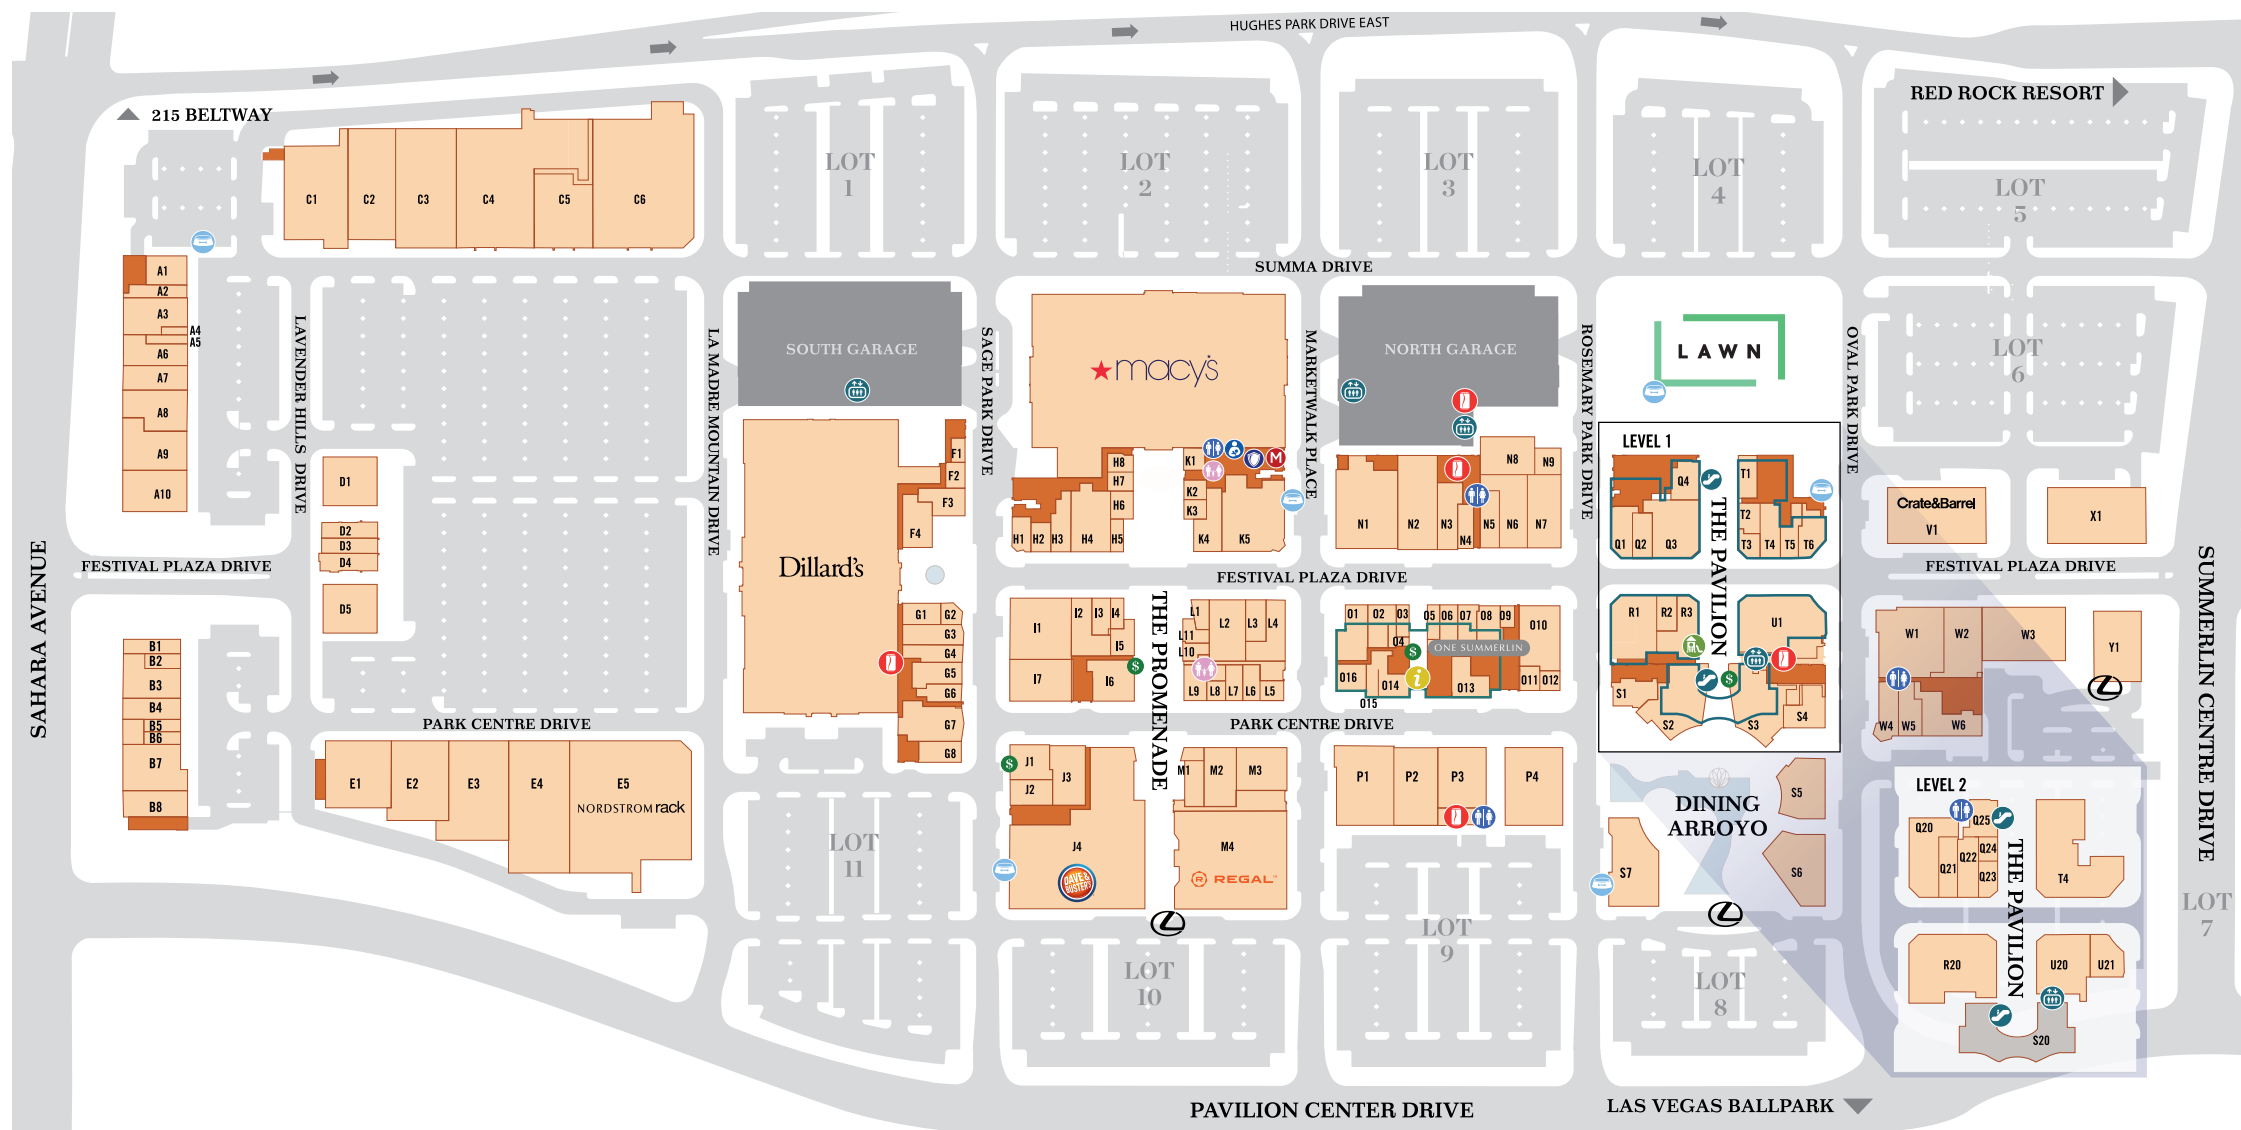 HUGHES PARK DRIVE EAST
215 BELTWAY
RED ROCK RESORT
C1
C2
C3
C4
C5
C6
LOT
1
LOT
2
LOT
3
LOT
4
LOT
5
SUMMA DRIVE
A1
A2
A3
A4
A5
A6
A7
A8
A9
A10
LAVENDER HILLS DRIVE
D1
D2
D3
D4
D5
LA MADRE MOUNTAIN DRIVE
SOUTH GARAGE
SAGE PARK DRIVE
macy's
MARKETWALK PLACE
NORTH GARAGE
ROSEMARY PARK DRIVE
LAWN
OVAL PARK DRIVE
LOT
6
Dillard's
F1
F2
F3
F4
H8
H7
H6
H1
H2
H3
H4
H5
K1
K2
K3
K4
K5
M
N8
N9
N1
N2
N3
N4
N5
N6
N7
LEVEL 1
Q4
Q1
Q2
Q3
THE PAVILION
T1
T2
T3
T4
T5
T6
Crate&Barrel
V1
X1
SAHARA AVENUE
FESTIVAL PLAZA DRIVE
FESTIVAL PLAZA DRIVE
FESTIVAL PLAZA DRIVE
SUMMERLIN CENTRE DRIVE
B1
B2
B3
B4
B5
B6
B7
B8
G1
G2
G3
G4
G5
G6
G7
G8
I1
I2
I3
I4
I5
I6
I7
$
THE PROMENADE
L1
L2
L3
L4
L11
L10
L9
L8
L7
L6
L5
O1
O2
O3
O4
O5
O6
O7
O8
O9
O10
ONE SUMMERLIN
$
i
O16
O14
O15
O13
O11
O12
R1
R2
R3
U1
$
S1
S2
S3
S4
W1
W2
W3
W4
W5
W6
Y1
PARK CENTRE DRIVE
PARK CENTRE DRIVE
E1
E2
E3
E4
E5
NORDSTROM rack
LOT
11
$
J1
J2
J3
J4
DAVE & BUSTER'S
M1
M2
M3
M4
R REGAL
P1
P2
P3
P4
LOT
9
LOT
10
DINING
ARROYO
S5
S6
S7
LOT
8
LEVEL 2
Q20
Q21
Q22
Q23
Q24
Q25
THE PAVILION
T4
R20
U20
U21
S20
LOT
7
PAVILION CENTER DRIVE
LAS VEGAS BALLPARK